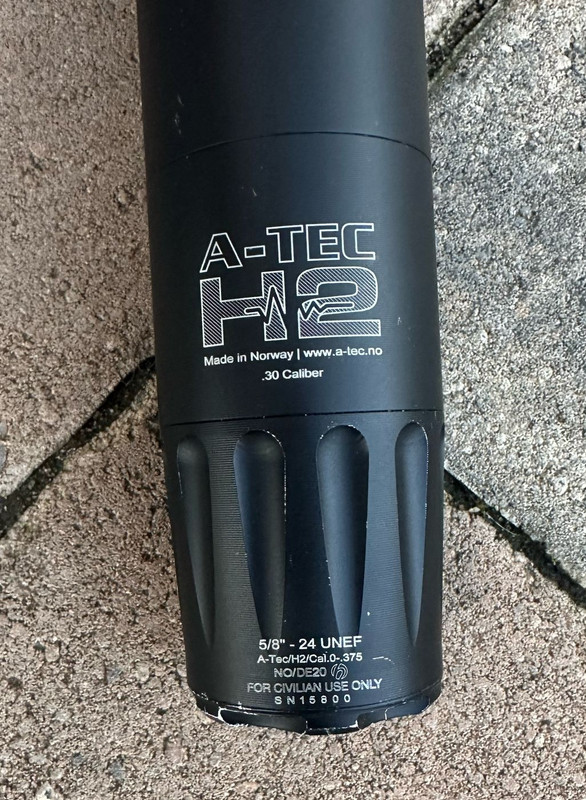 A-TEC
H2
Made in Norway | www.a-tec.no
.30 Caliber
5/8" - 24 UNEF
A-Tec/H2/Cal.0-.375
NO/DE20
FOR CIVILIAN USE ONLY
SN15800